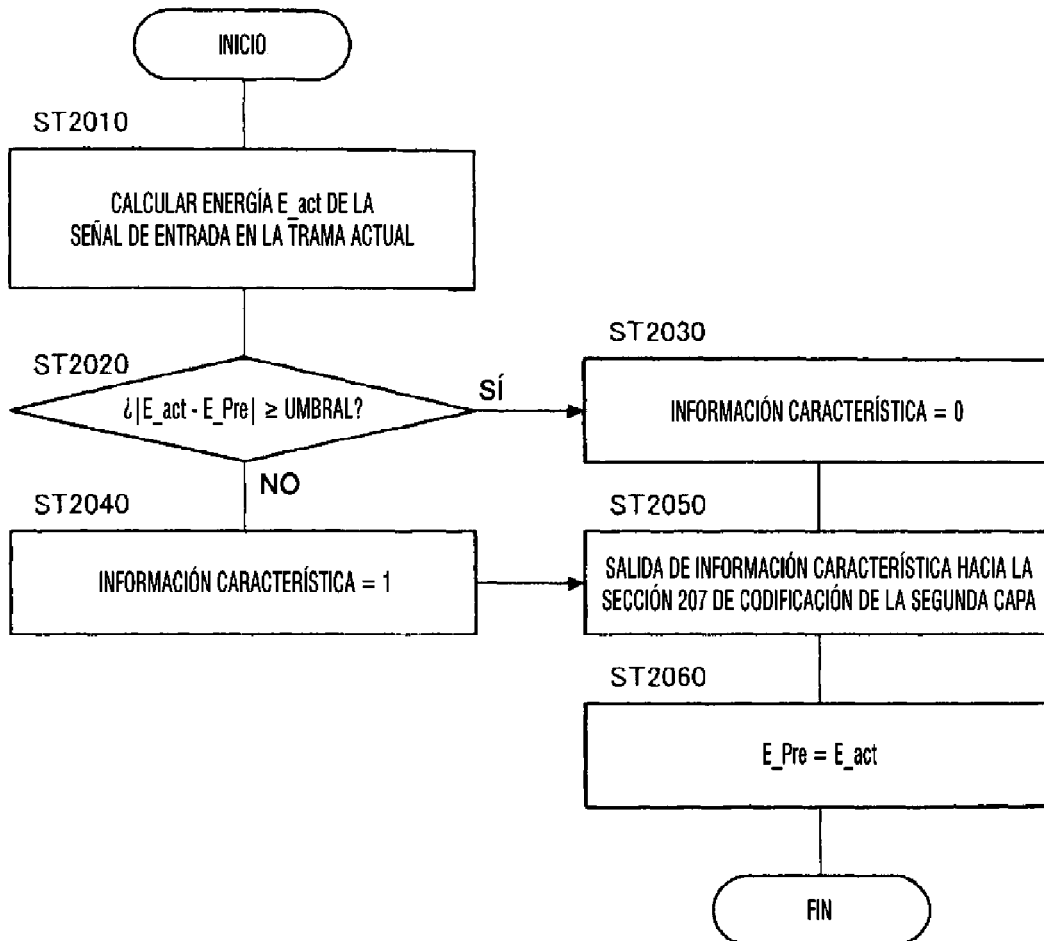 INICIO
ST2010
CALCULAR ENERGÍA E_act DE LA
SEÑAL DE ENTRADA EN LA TRAMA ACTUAL
ST2020
¿|E_act - E_Pre| ≥ UMBRAL?
SÍ
ST2030
INFORMACIÓN CARACTERÍSTICA = 0
NO
ST2040
INFORMACIÓN CARACTERÍSTICA = 1
ST2050
SALIDA DE INFORMACIÓN CARACTERÍSTICA HACIA LA
SECCIÓN 207 DE CODIFICACIÓN DE LA SEGUNDA CAPA
ST2060
E_Pre = E_act
FIN